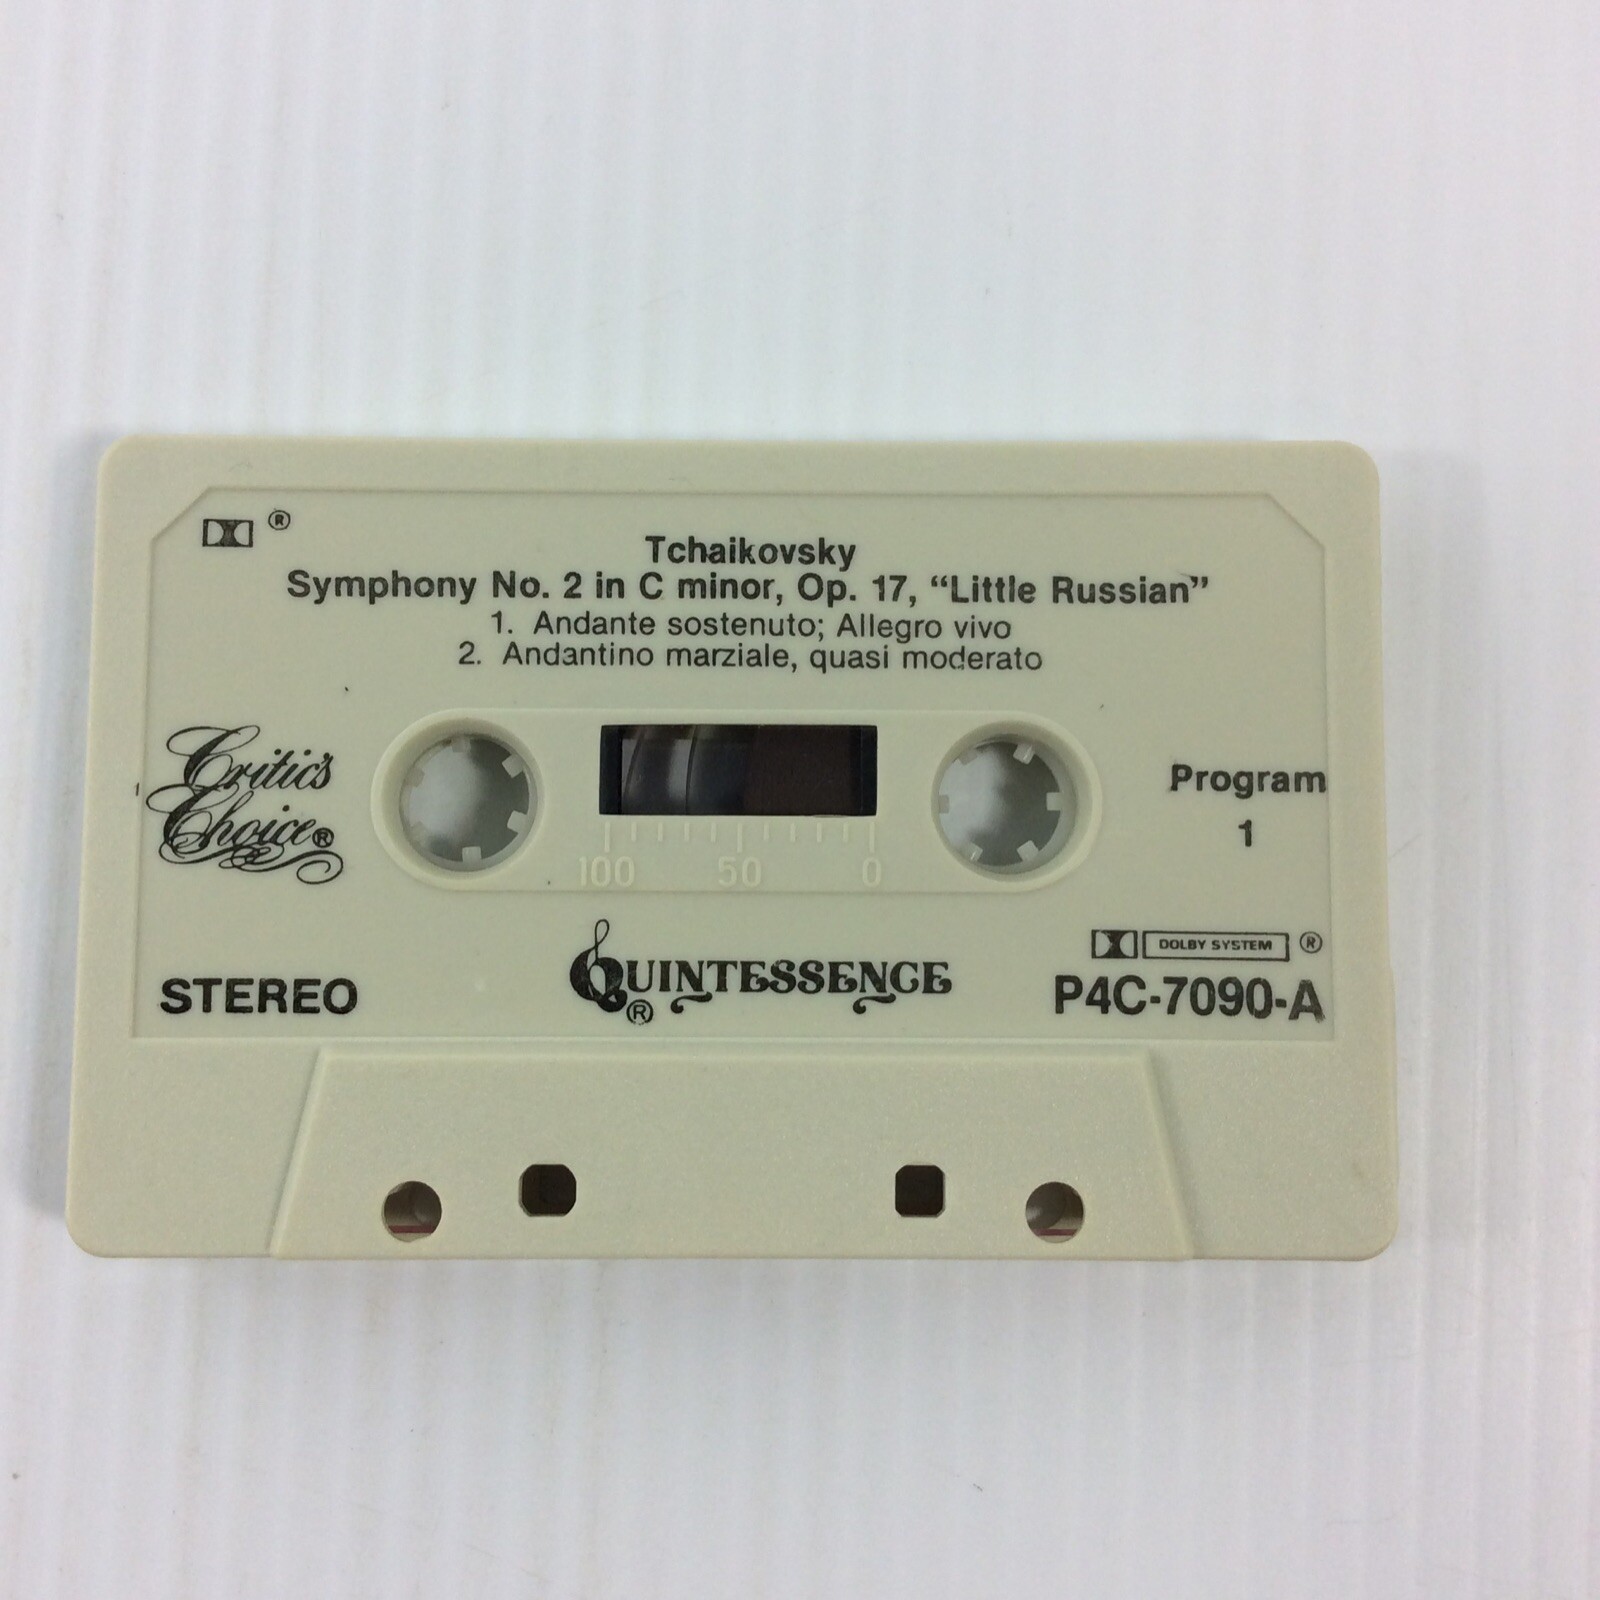 ®
Tchaikovsky
Symphony No. 2 in C minor, Op. 17, “Little Russian”
1. Andante sostenuto; Allegro vivo
2. Andantino marziale, quasi moderato
Critic's
Choice®
Program
1
100 50 0
DOLBY SYSTEM ®
STEREO
QUINTESSENCE
®
P4C-7090-A